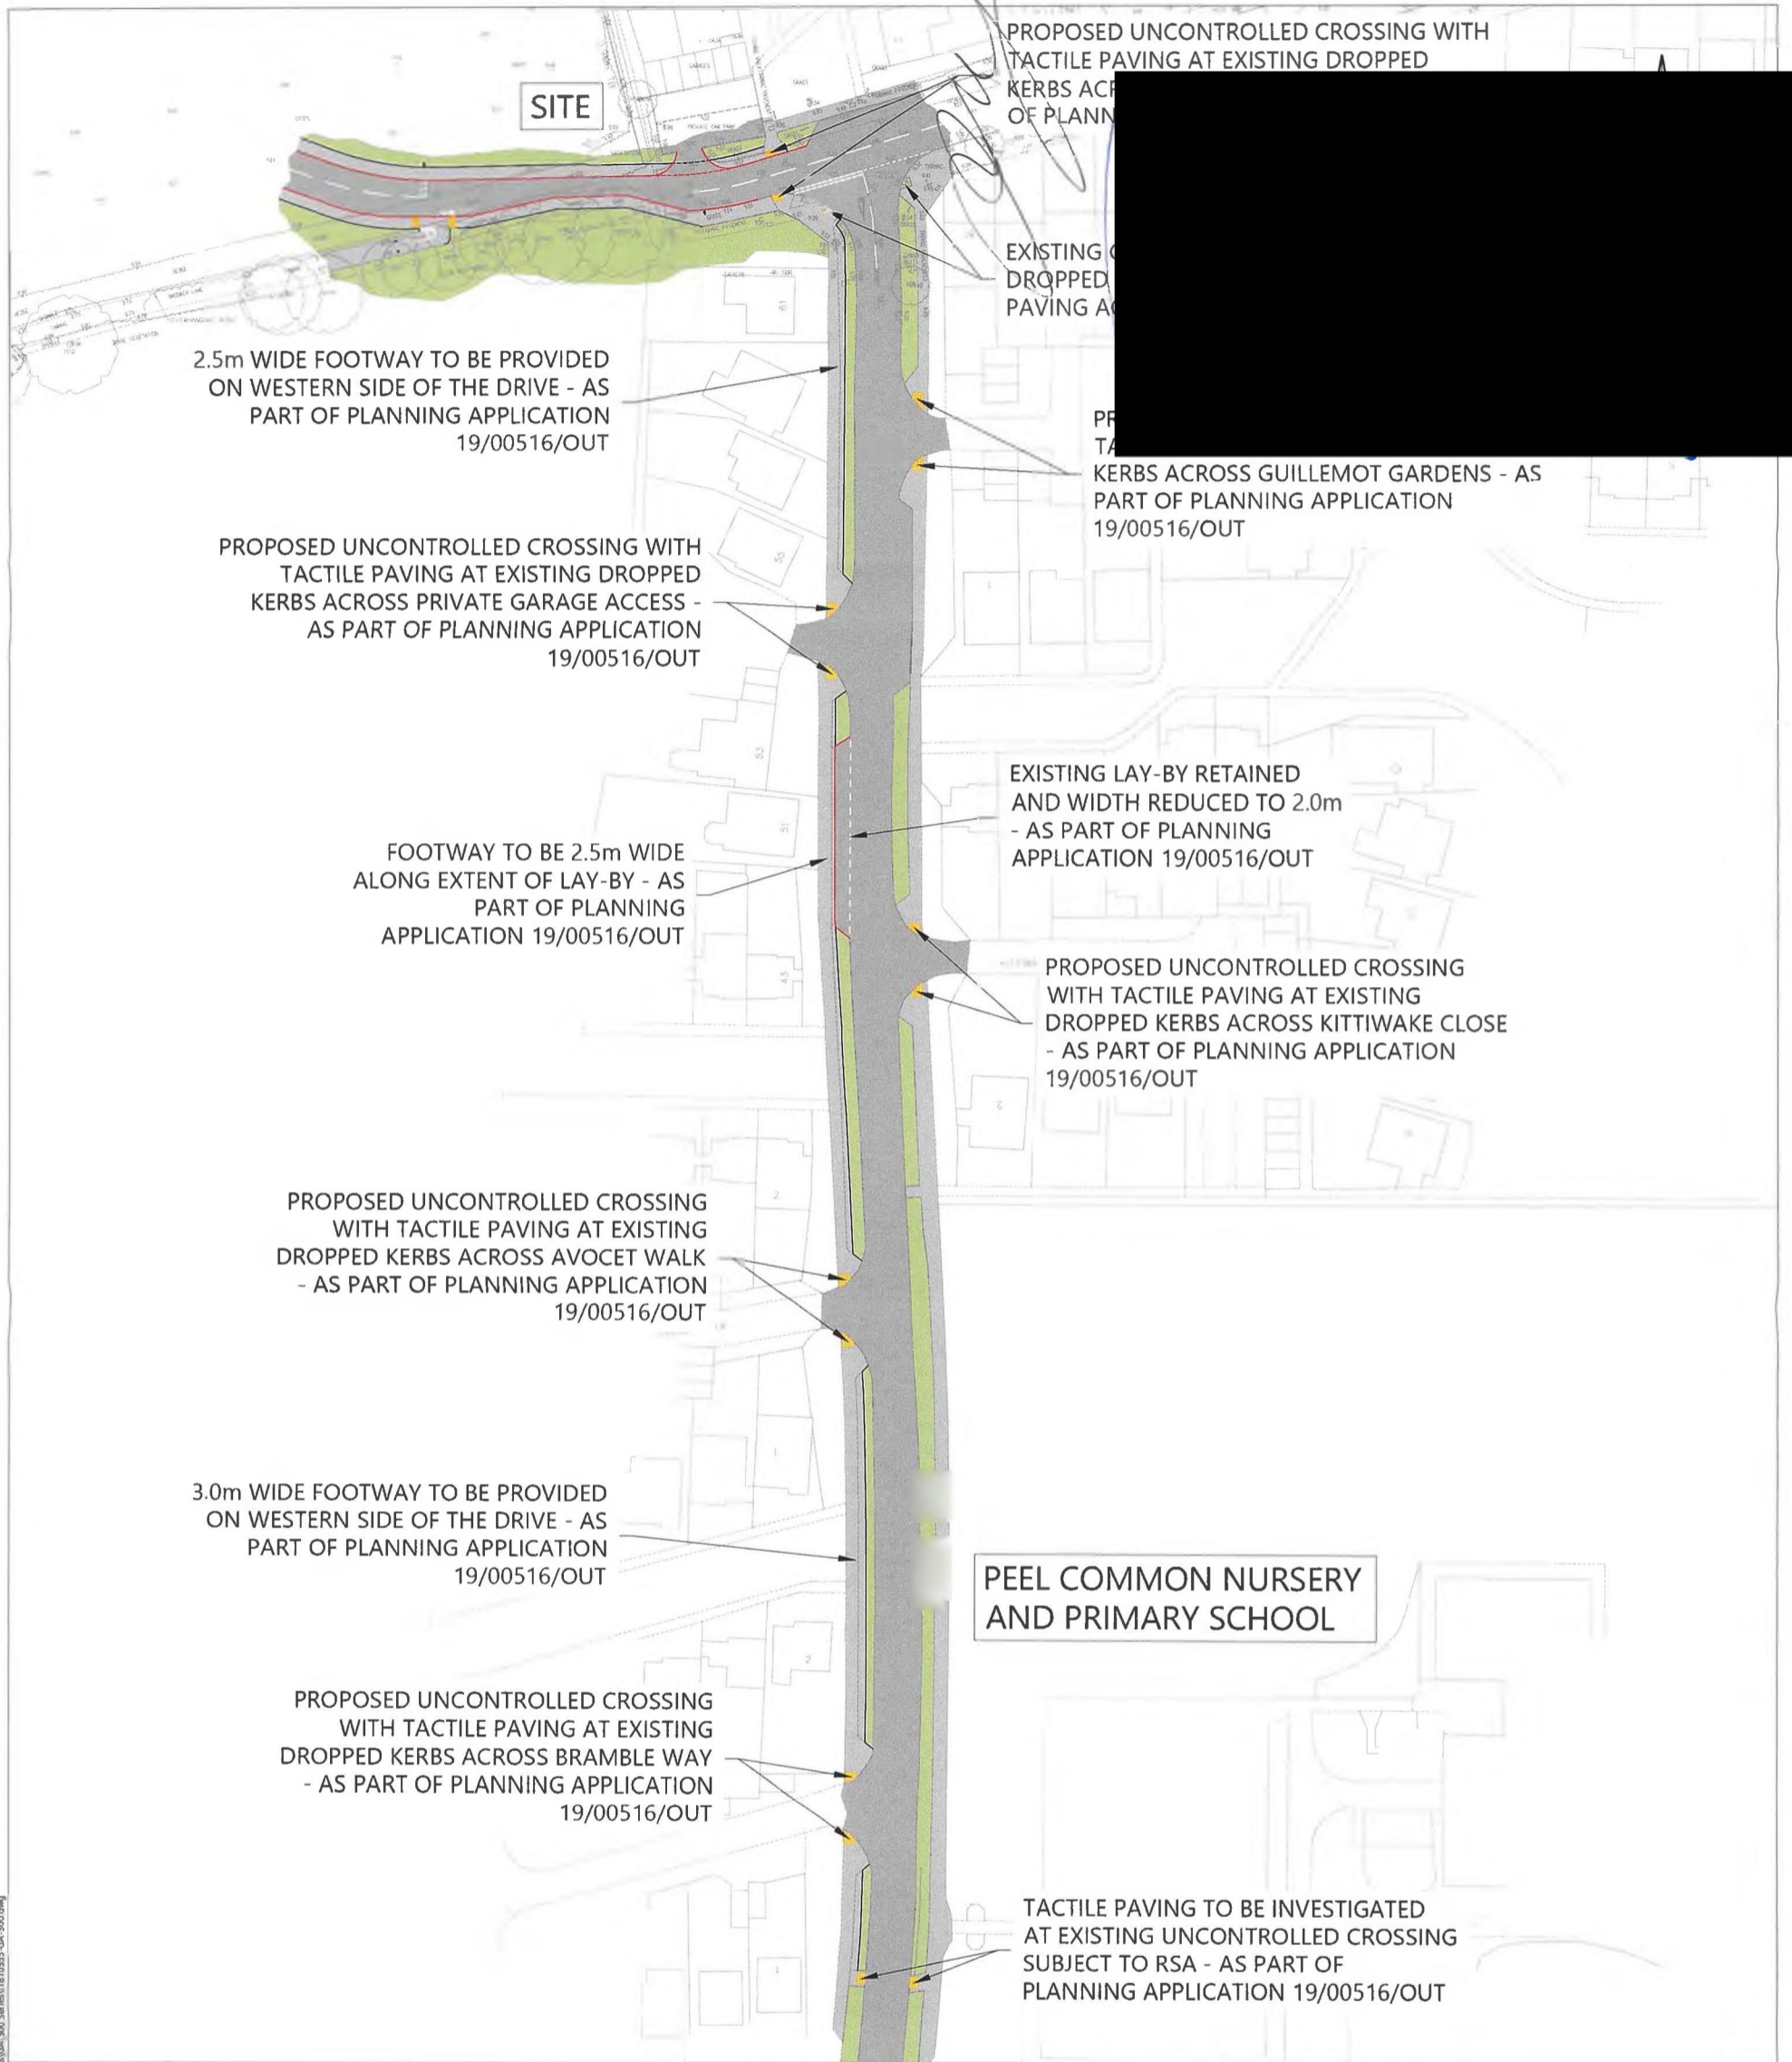 PROPOSED UNCONTROLLED CROSSING WITH
TACTILE PAVING AT EXISTING DROPPED
KERBS
OF
SITE
EXISTING
DROPPED
PAVING
2.5m WIDE FOOTWAY TO BE PROVIDED
ON WESTERN SIDE OF THE DRIVE - AS
PART OF PLANNING APPLICATION
19/00516/OUT
KERBS ACROSS GUILLEMOT GARDENS - AS
PART OF PLANNING APPLICATION
19/00516/OUT
PROPOSED UNCONTROLLED CROSSING WITH
TACTILE PAVING AT EXISTING DROPPED
KERBS ACROSS PRIVATE GARAGE ACCESS -
AS PART OF PLANNING APPLICATION
19/00516/OUT
61
55
53
51
43
EXISTING LAY-BY RETAINED
AND WIDTH REDUCED TO 2.0m
- AS PART OF PLANNING
APPLICATION 19/00516/OUT
FOOTWAY TO BE 2.5m WIDE
ALONG EXTENT OF LAY-BY - AS
PART OF PLANNING
APPLICATION 19/00516/OUT
PROPOSED UNCONTROLLED CROSSING
WITH TACTILE PAVING AT EXISTING
DROPPED KERBS ACROSS KITTIWAKE CLOSE
- AS PART OF PLANNING APPLICATION
19/00516/OUT
2
PROPOSED UNCONTROLLED CROSSING
WITH TACTILE PAVING AT EXISTING
DROPPED KERBS ACROSS AVOCET WALK
- AS PART OF PLANNING APPLICATION
19/00516/OUT
2
3.0m WIDE FOOTWAY TO BE PROVIDED
ON WESTERN SIDE OF THE DRIVE - AS
PART OF PLANNING APPLICATION
19/00516/OUT
PEEL COMMON NURSERY
AND PRIMARY SCHOOL
2
PROPOSED UNCONTROLLED CROSSING
WITH TACTILE PAVING AT EXISTING
DROPPED KERBS ACROSS BRAMBLE WAY
- AS PART OF PLANNING APPLICATION
19/00516/OUT
TACTILE PAVING TO BE INVESTIGATED
AT EXISTING UNCONTROLLED CROSSING
SUBJECT TO RSA - AS PART OF
PLANNING APPLICATION 19/00516/OUT